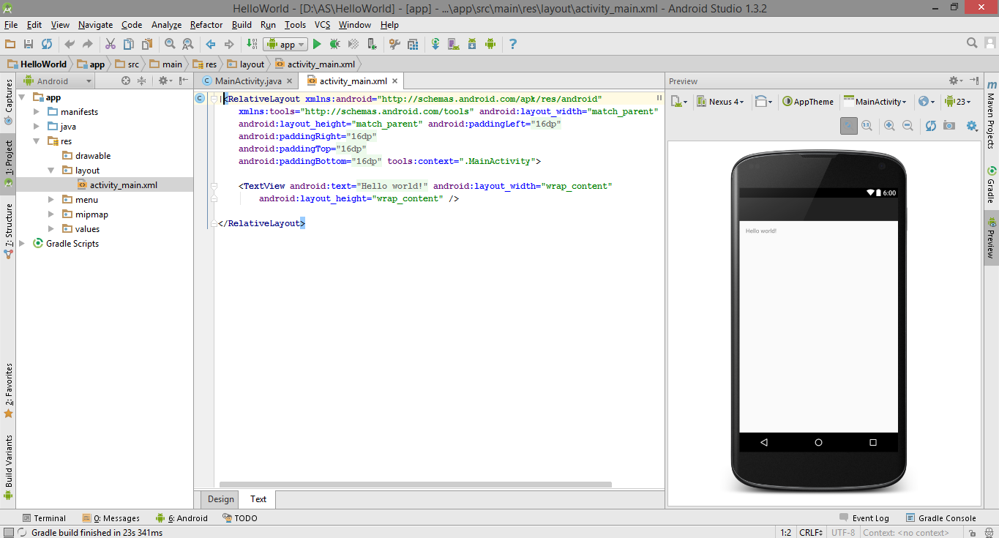 HelloWorld - [D:\AS\HelloWorld] - [app] - ...\app\src\main\res\layout\activity_main.xml - Android Studio 1.3.2
File Edit View Navigate Code Analyze Refactor Build Run Tools VCS Window Help
app
HelloWorld app src main res layout activity_main.xml
Captures
1: Project
7: Structure
2: Favorites
Build Variants
Android
app
manifests
java
res
drawable
layout
activity_main.xml
menu
mipmap
values
Gradle Scripts
MainActivity.java activity_main.xml
<RelativeLayout xmlns:android="http://schemas.android.com/apk/res/android"
xmlns:tools="http://schemas.android.com/tools" android:layout_width="match_parent"
android:layout_height="match_parent" android:paddingLeft="16dp"
android:paddingRight="16dp"
android:paddingTop="16dp"
android:paddingBottom="16dp" tools:context=".MainActivity">
<TextView android:text="Hello world!" android:layout_width="wrap_content"
android:layout_height="wrap_content" />
</RelativeLayout>
Design Text
Preview
Nexus 4 AppTheme MainActivity 23
6:00
Hello world!
Maven Projects
Gradle
Preview
Terminal 0: Messages 6: Android TODO Event Log Gradle Console
Gradle build finished in 23s 341ms 1:2 CRLF UTF-8 Context: <no context>